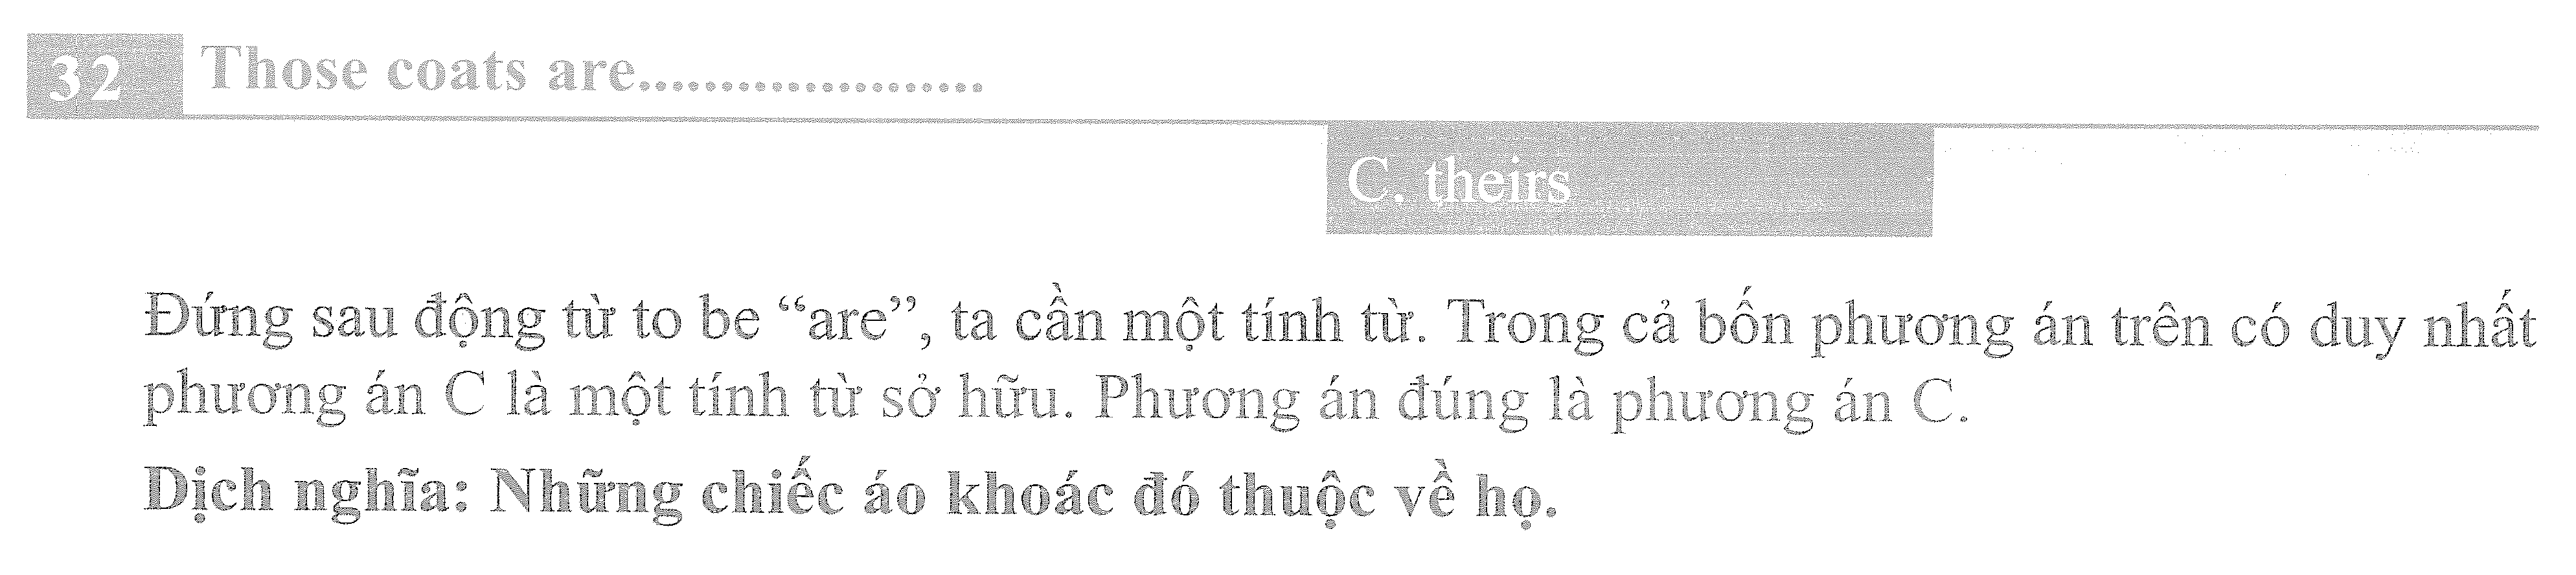 32 Those coats are....................
C. theirs
Đứng sau động từ to be “are”, ta cần một tính từ. Trong cả bốn phương án trên có duy nhất
phương án C là một tính từ sở hữu. Phương án đúng là phương án C.
Dịch nghĩa: Những chiếc áo khoác đó thuộc về họ.